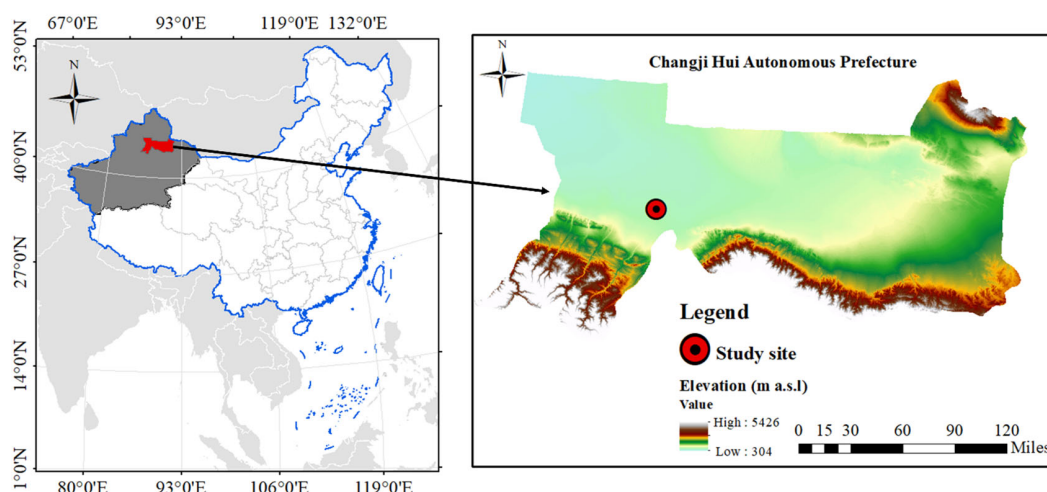 67°0'E 93°0'E 119°0'E 132°0'E
N
53°0'N
40°0'N
27°0'N
14°0'N
1°0'N
80°0'E 93°0'E 106°0'E 119°0'E
N
Changji Hui Autonomous Prefecture
Legend
Study site
Elevation (m a.s.l)
Value
High : 5426
Low : 304
0 15 30 60 90 120
Miles